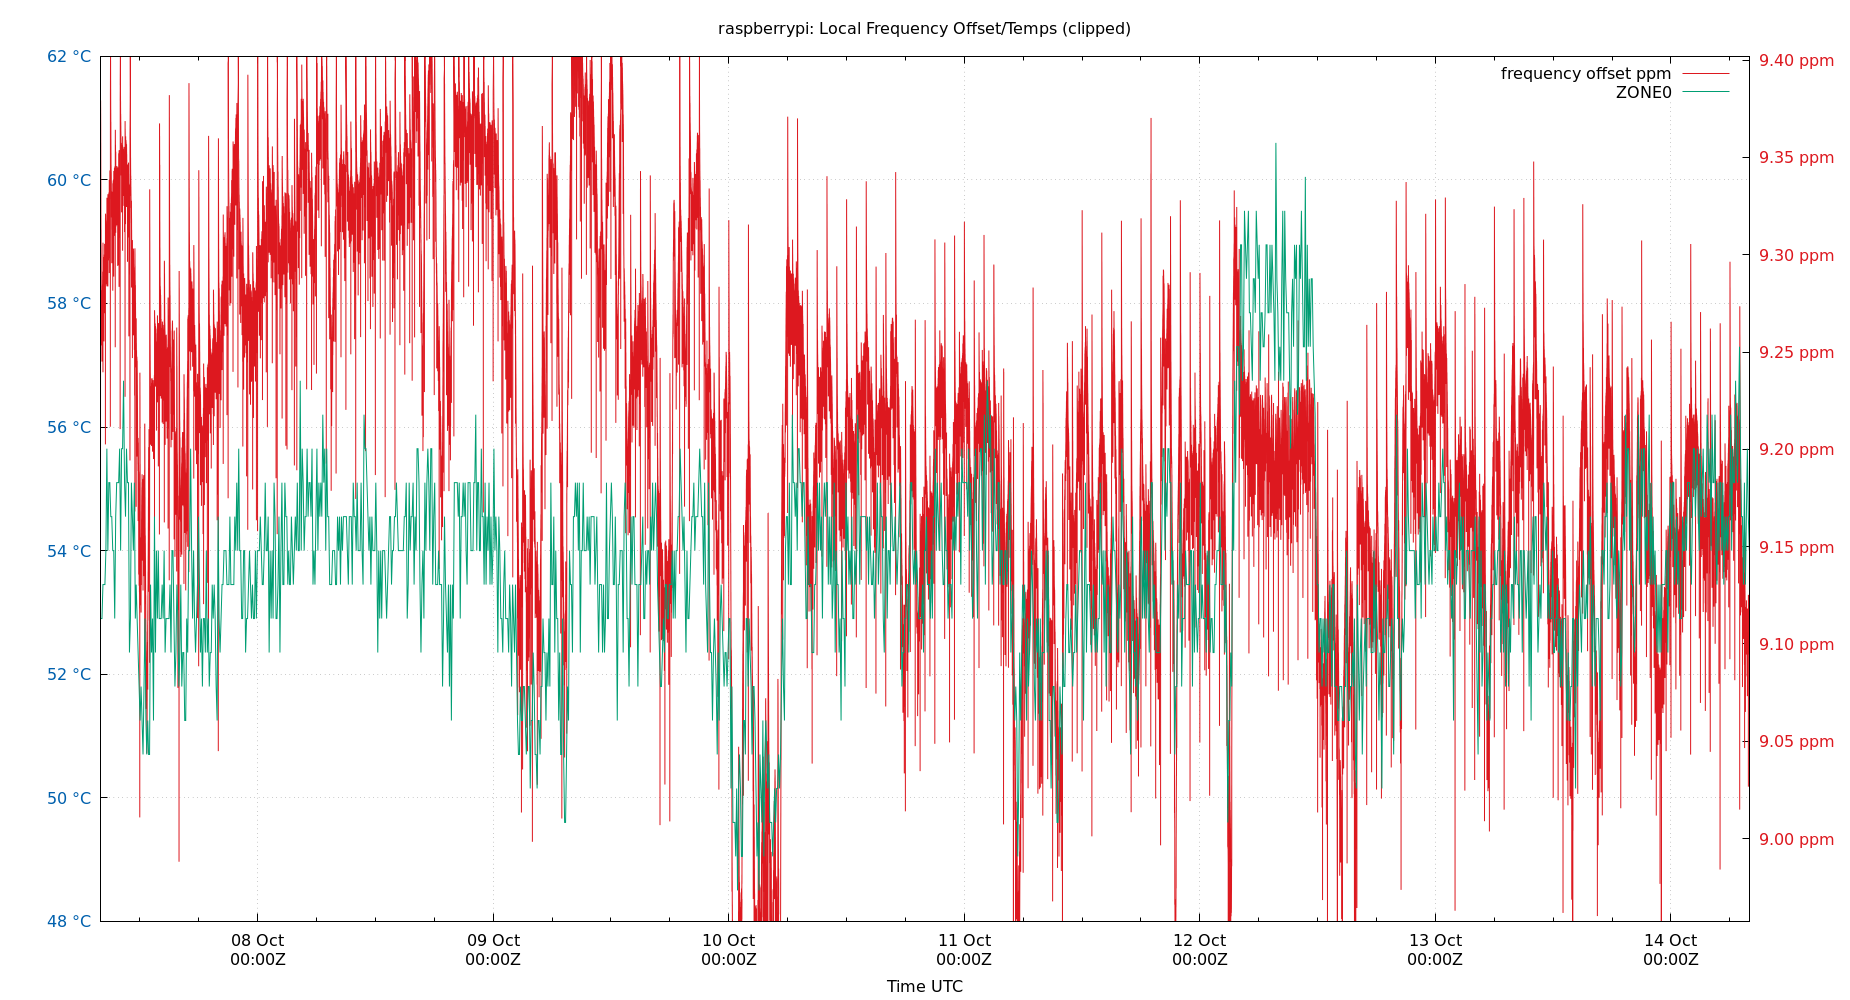 raspberrypi: Local Frequency Offset/Temps (clipped)
62 °C
60 °C
58 °C
56 °C
54 °C
52 °C
50 °C
48 °C
9.40 ppm
9.35 ppm
9.30 ppm
9.25 ppm
9.20 ppm
9.15 ppm
9.10 ppm
9.05 ppm
9.00 ppm
frequency offset ppm
ZONE0
08 Oct
00:00Z
09 Oct
00:00Z
10 Oct
00:00Z
11 Oct
00:00Z
12 Oct
00:00Z
13 Oct
00:00Z
14 Oct
00:00Z
Time UTC